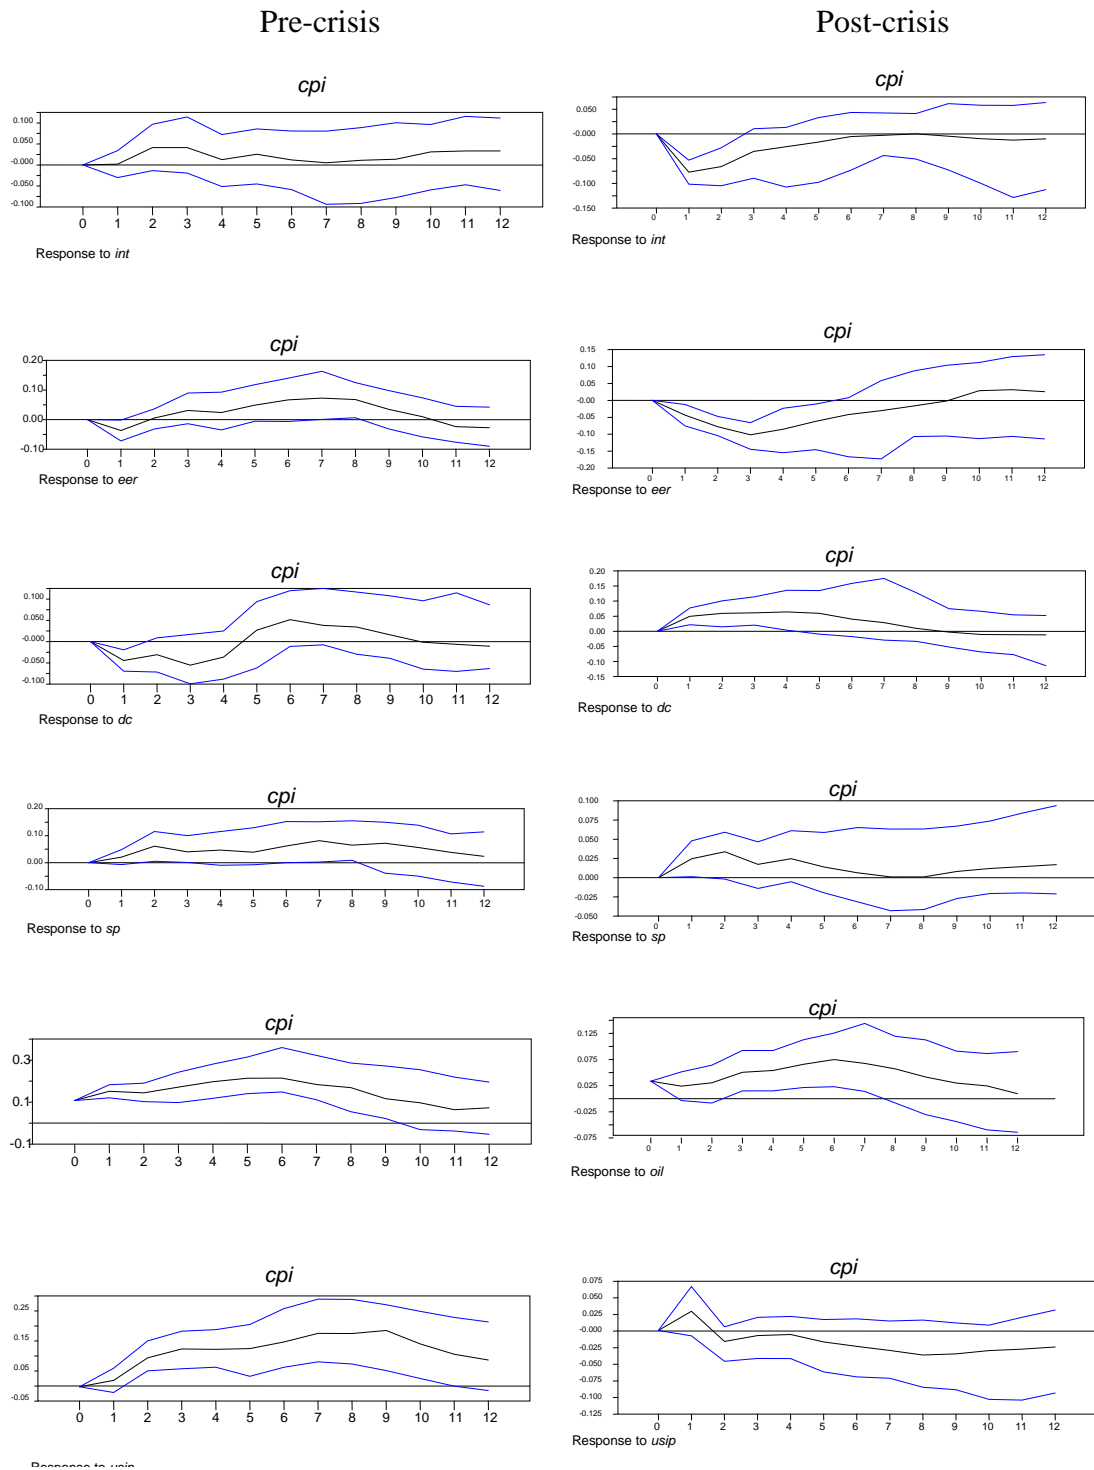 Pre-crisis Post-crisis
cpi cpi
0.100
0.050
-0.000
-0.050
-0.100
0 1 2 3 4 5 6 7 8 9 10 11 12
Response to int
0.050
-0.000
-0.050
-0.100
-0.150
0 1 2 3 4 5 6 7 8 9 10 11 12
Response to int
cpi cpi
0.20
0.10
0.00
-0.10
0 1 2 3 4 5 6 7 8 9 10 11 12
Response to eer
0.15
0.10
0.05
-0.00
-0.05
-0.10
-0.15
-0.20
0 1 2 3 4 5 6 7 8 9 10 11 12
Response to eer
cpi cpi
0.100
0.050
-0.000
-0.050
-0.100
0 1 2 3 4 5 6 7 8 9 10 11 12
Response to dc
0.20
0.15
0.10
0.05
0.00
-0.05
-0.10
-0.15
0 1 2 3 4 5 6 7 8 9 10 11 12
Response to dc
cpi cpi
0.20
0.10
0.00
-0.10
0 1 2 3 4 5 6 7 8 9 10 11 12
Response to sp
0.100
0.075
0.050
0.025
0.000
-0.025
-0.050
0 1 2 3 4 5 6 7 8 9 10 11 12
Response to sp
cpi cpi
0.3
0.1
-0.1
0 1 2 3 4 5 6 7 8 9 10 11 12
0.125
0.075
0.025
-0.025
-0.075
0 1 2 3 4 5 6 7 8 9 10 11 12
Response to oil
cpi cpi
0.25
0.15
0.05
-0.05
0 1 2 3 4 5 6 7 8 9 10 11 12
Response to usip
0.075
0.050
0.025
-0.000
-0.025
-0.050
-0.075
-0.100
-0.125
0 1 2 3 4 5 6 7 8 9 10 11 12
Response to usip